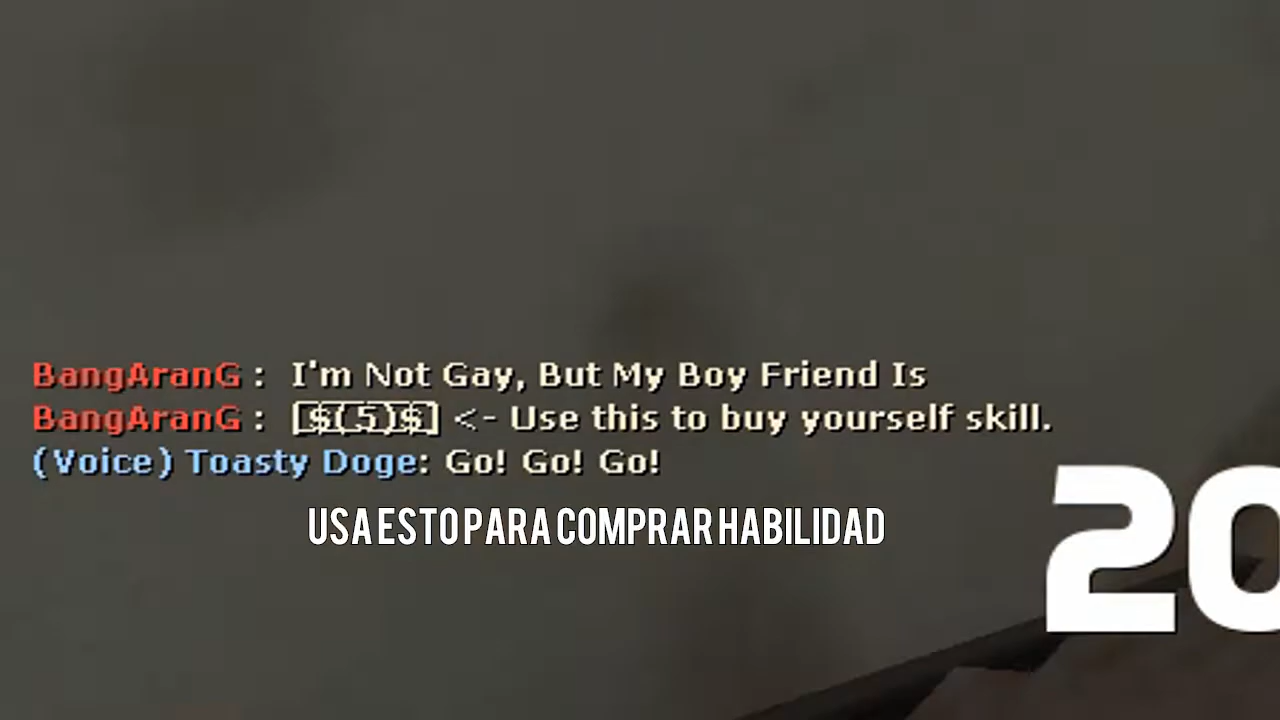 BangAranG :  I'm Not Gay, But My Boy Friend Is
BangAranG :  [̲̅$̲̅(̲̅5̲̅)̲̅$̲̅] <- Use this to buy yourself skill.
(Voice) Toasty Doge: Go! Go! Go!
USA ESTO PARA COMPRAR HABILIDAD
20